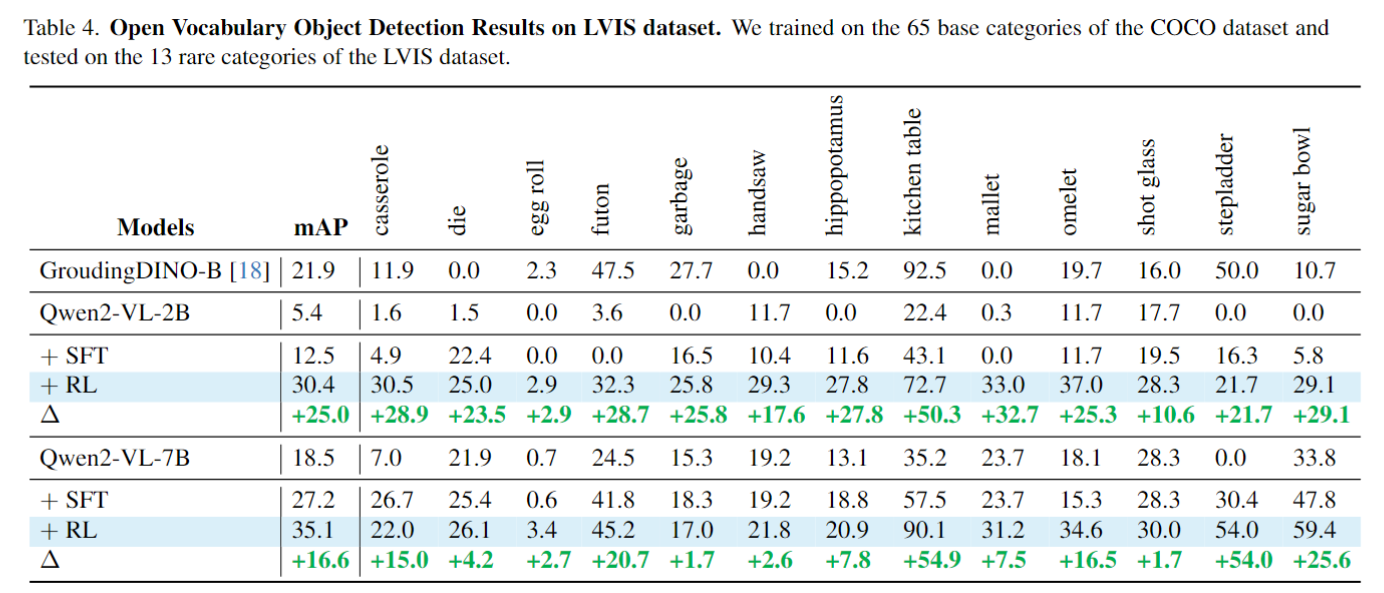 Table 4. Open Vocabulary Object Detection Results on LVIS dataset. We trained on the 65 base categories of the COCO dataset and
tested on the 13 rare categories of the LVIS dataset.
Models mAP casserole die egg roll futon garbage handsaw hippopotamus kitchen table mallet omelet shot glass stepladder sugar bowl
GroudingDINO-B [18] 21.9 11.9 0.0 2.3 47.5 27.7 0.0 15.2 92.5 0.0 19.7 16.0 50.0 10.7
Qwen2-VL-2B 5.4 1.6 1.5 0.0 3.6 0.0 11.7 0.0 22.4 0.3 11.7 17.7 0.0 0.0
+ SFT 12.5 4.9 22.4 0.0 0.0 16.5 10.4 11.6 43.1 0.0 11.7 19.5 16.3 5.8
+ RL 30.4 30.5 25.0 2.9 32.3 25.8 29.3 27.8 72.7 33.0 37.0 28.3 21.7 29.1
Δ +25.0 +28.9 +23.5 +2.9 +28.7 +25.8 +17.6 +27.8 +50.3 +32.7 +25.3 +10.6 +21.7 +29.1
Qwen2-VL-7B 18.5 7.0 21.9 0.7 24.5 15.3 19.2 13.1 35.2 23.7 18.1 28.3 0.0 33.8
+ SFT 27.2 26.7 25.4 0.6 41.8 18.3 19.2 18.8 57.5 23.7 15.3 28.3 30.4 47.8
+ RL 35.1 22.0 26.1 3.4 45.2 17.0 21.8 20.9 90.1 31.2 34.6 30.0 54.0 59.4
Δ +16.6 +15.0 +4.2 +2.7 +20.7 +1.7 +2.6 +7.8 +54.9 +7.5 +16.5 +1.7 +54.0 +25.6